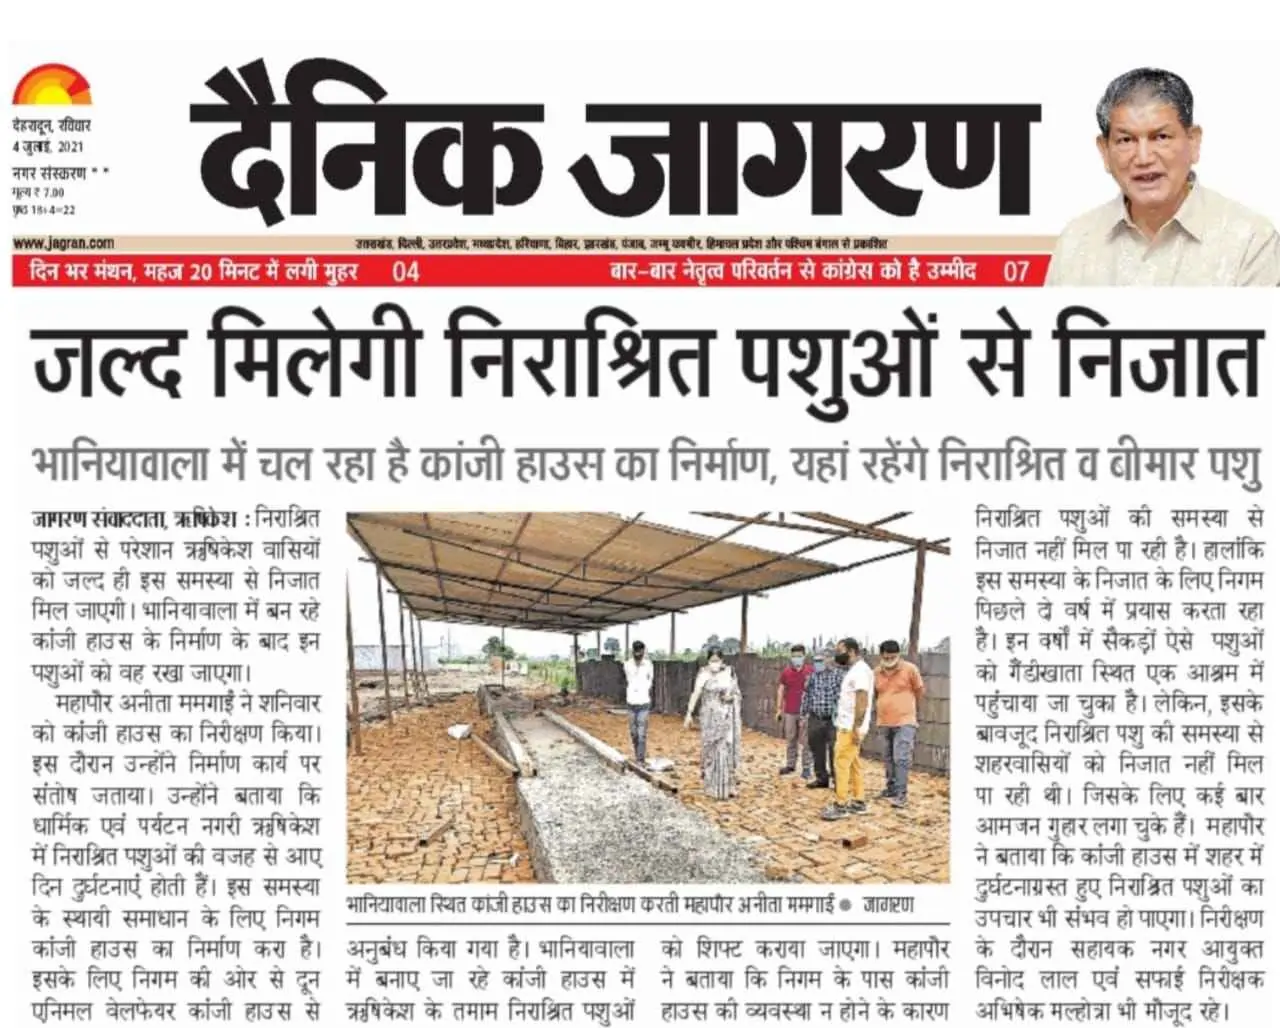 देहरादून, रविवार
4 जुलाई, 2021
नगर संस्करण * *
मूल्य ₹ 7.00
पृष्ठ 18+4=22
दैनिक जागरण
www.jagran.com
उत्तराखंड, दिल्ली, उत्तरप्रदेश, मध्यप्रदेश, हरियाणा, बिहार, झारखंड, पंजाब, जम्मू कश्मीर, हिमाचल प्रदेश और पश्चिम बंगाल से प्रकाशित
दिन भर मंथन, महज 20 मिनट में लगी मुहर 04
बार-बार नेतृत्व परिवर्तन से कांग्रेस को है उम्मीद 07
जल्द मिलेगी निराश्रित पशुओं से निजात
भानियावाला में चल रहा है कांजी हाउस का निर्माण, यहां रहेंगे निराश्रित व बीमार पशु
जागरण संवाददाता, ऋषिकेश : निराश्रित
पशुओं से परेशान ऋषिकेश वासियों
को जल्द ही इस समस्या से निजात
मिल जाएगी। भानियावाला में बन रहे
कांजी हाउस के निर्माण के बाद इन
पशुओं को वह रखा जाएगा।
महापौर अनीता ममगाईं ने शनिवार
को कांजी हाउस का निरीक्षण किया।
इस दौरान उन्होंने निर्माण कार्य पर
संतोष जताया। उन्होंने बताया कि
धार्मिक एवं पर्यटन नगरी ऋषिकेश
में निराश्रित पशुओं की वजह से आए
दिन दुर्घटनाएं होती हैं। इस समस्या
के स्थायी समाधान के लिए निगम
कांजी हाउस का निर्माण करा है।
इसके लिए निगम की ओर से दून
एनिमल वेलफेयर कांजी हाउस से
भानियावाला स्थित कांजी हाउस का निरीक्षण करती महापौर अनीता ममगाईं ● जागरण
अनुबंध किया गया है। भानियावाला
में बनाए जा रहे कांजी हाउस में
ऋषिकेश के तमाम निराश्रित पशुओं
को शिफ्ट कराया जाएगा। महापौर
ने बताया कि निगम के पास कांजी
हाउस की व्यवस्था न होने के कारण
निराश्रित पशुओं की समस्या से
निजात नहीं मिल पा रही है। हालांकि
इस समस्या के निजात के लिए निगम
पिछले दो वर्ष में प्रयास करता रहा
है। इन वर्षों में सैकड़ों ऐसे पशुओं
को गैंडीखाता स्थित एक आश्रम में
पहुंचाया जा चुका है। लेकिन, इसके
बावजूद निराश्रित पशु की समस्या से
शहरवासियों को निजात नहीं मिल
पा रही थी। जिसके लिए कई बार
आमजन गुहार लगा चुके हैं। महापौर
ने बताया कि कांजी हाउस में शहर में
दुर्घटनाग्रस्त हुए निराश्रित पशुओं का
उपचार भी संभव हो पाएगा। निरीक्षण
के दौरान सहायक नगर आयुक्त
विनोद लाल एवं सफाई निरीक्षक
अभिषेक मल्होत्रा भी मौजूद रहे।